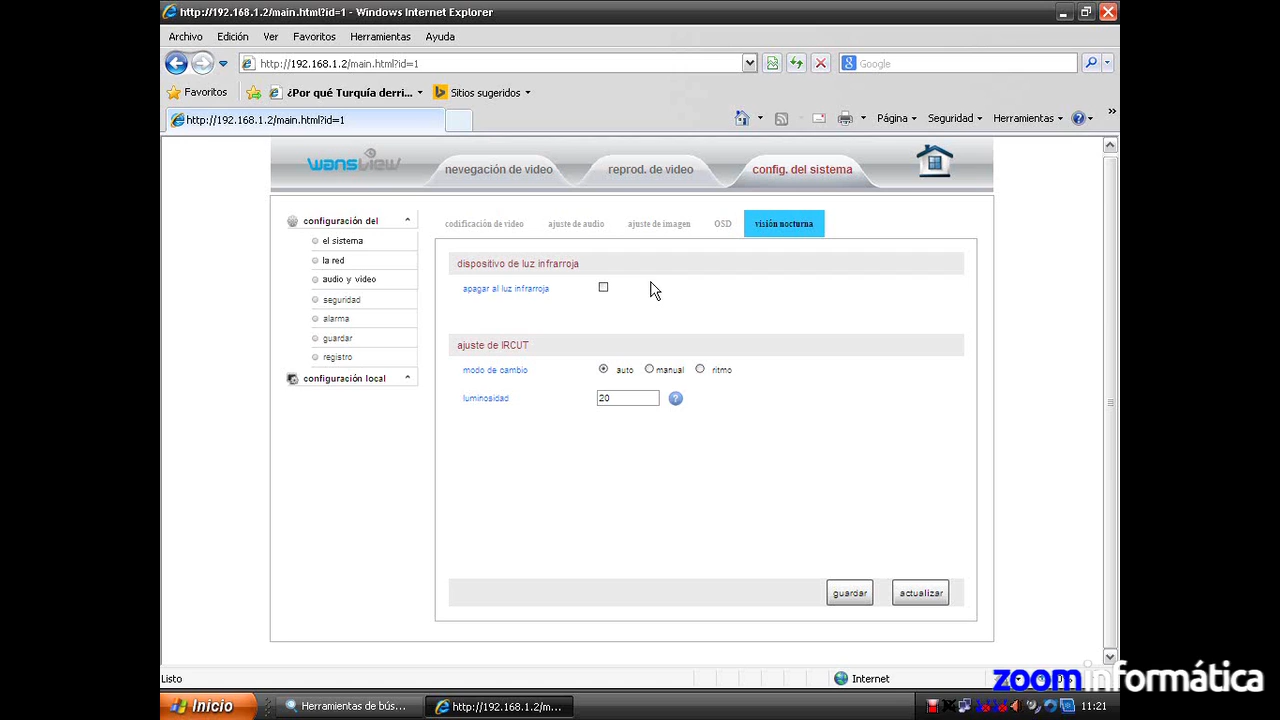 http://192.168.1.2/main.html?id=1 - Windows Internet Explorer
Archivo Edición Ver Favoritos Herramientas Ayuda
http://192.168.1.2/main.html?id=1
Google
Favoritos ¿Por qué Turquía derri... Sitios sugeridos
http://192.168.1.2/main.html?id=1
Página Seguridad Herramientas
wansview
nevegación de video reprod. de video config. del sistema
configuración del
el sistema
la red
audio y vídeo
seguridad
alarma
guardar
registro
configuración local
codificación de video ajuste de audio ajuste de imagen OSD visión nocturna
dispositivo de luz infrarroja
apagar al luz infrarroja
ajuste de IRCUT
modo de cambio auto manual ritmo
luminosidad 20 ?
guardar actualizar
Listo Internet
zoominformática
Inicio Herramientas de bús... http://192.168.1.2/m... 11:21